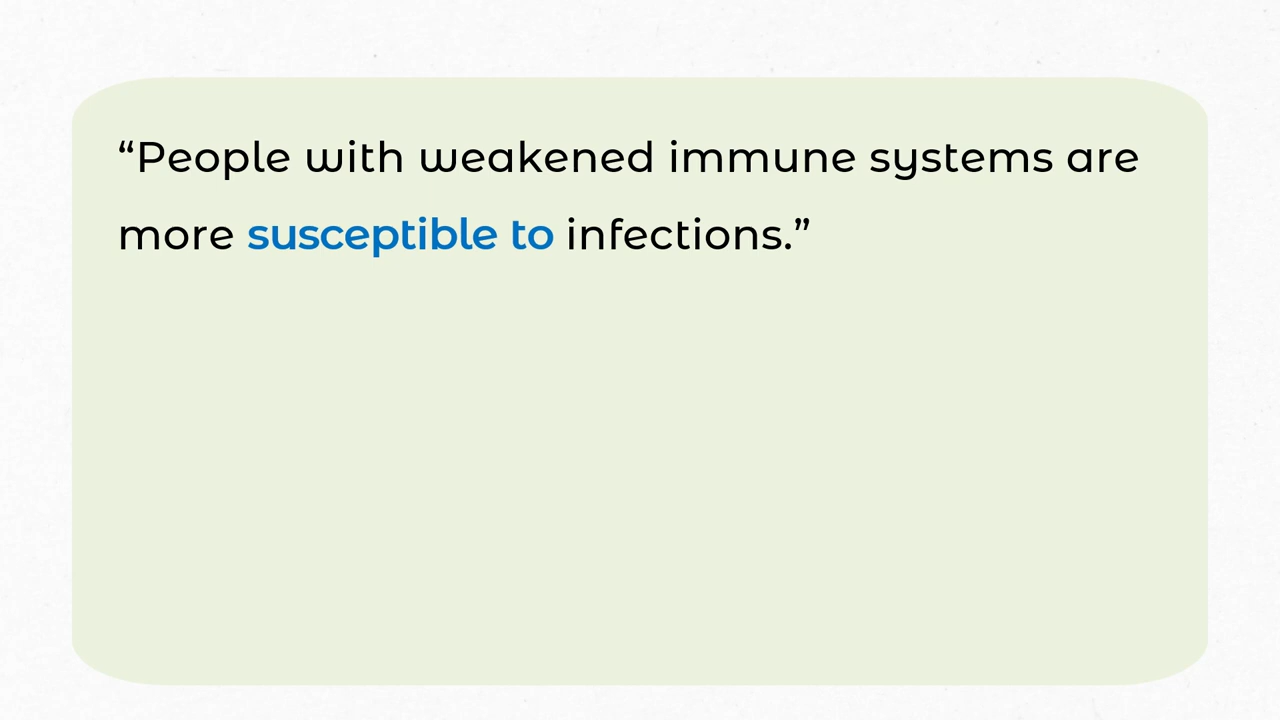 “People with weakened immune systems are
more susceptible to infections.”